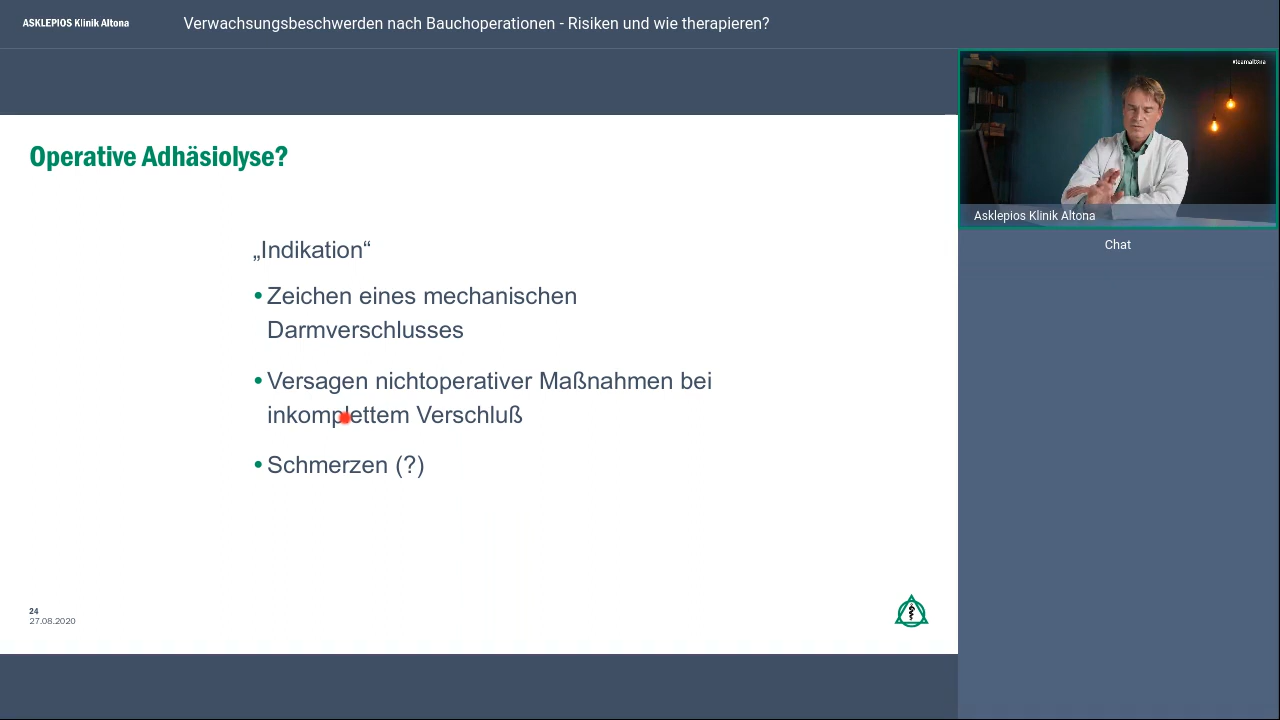 ASKLEPIOS Klinik Altona
Verwachsungsbeschwerden nach Bauchoperationen - Risiken und wie therapieren?
#teamaltona
Asklepios Klinik Altona
Chat
Operative Adhäsiolyse?
„Indikation“
• Zeichen eines mechanischen
Darmverschlusses
• Versagen nichtoperativer Maßnahmen bei
inkomplettem Verschluß
• Schmerzen (?)
24
27.08.2020